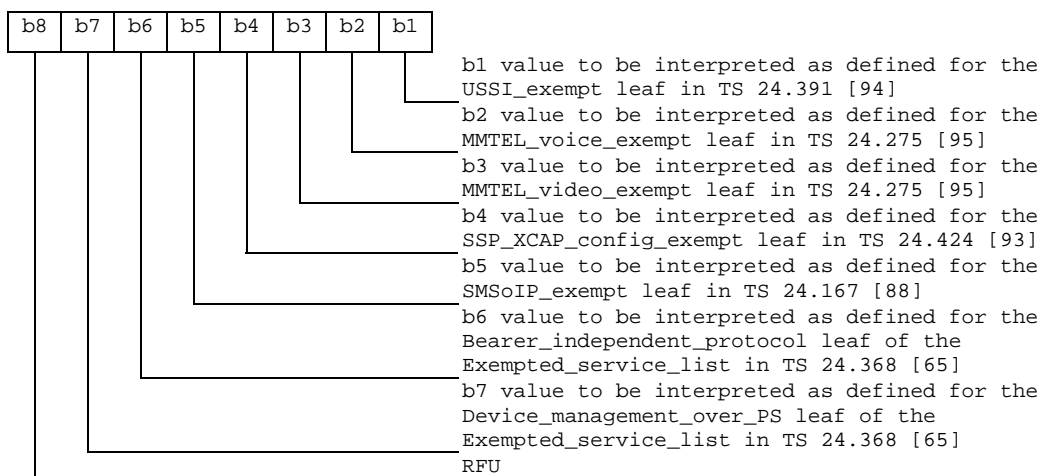 b8 b7 b6 b5 b4 b3 b2 b1
b1 value to be interpreted as defined for the
USSI_exempt leaf in TS 24.391 [94]
b2 value to be interpreted as defined for the
MMTEL_voice_exempt leaf in TS 24.275 [95]
b3 value to be interpreted as defined for the
MMTEL_video_exempt leaf in TS 24.275 [95]
b4 value to be interpreted as defined for the
SSP_XCAP_config_exempt leaf in TS 24.424 [93]
b5 value to be interpreted as defined for the
SMSoIP_exempt leaf in TS 24.167 [88]
b6 value to be interpreted as defined for the
Bearer_independent_protocol leaf of the
Exempted_service_list in TS 24.368 [65]
b7 value to be interpreted as defined for the
Device_management_over_PS leaf of the
Exempted_service_list in TS 24.368 [65]
RFU